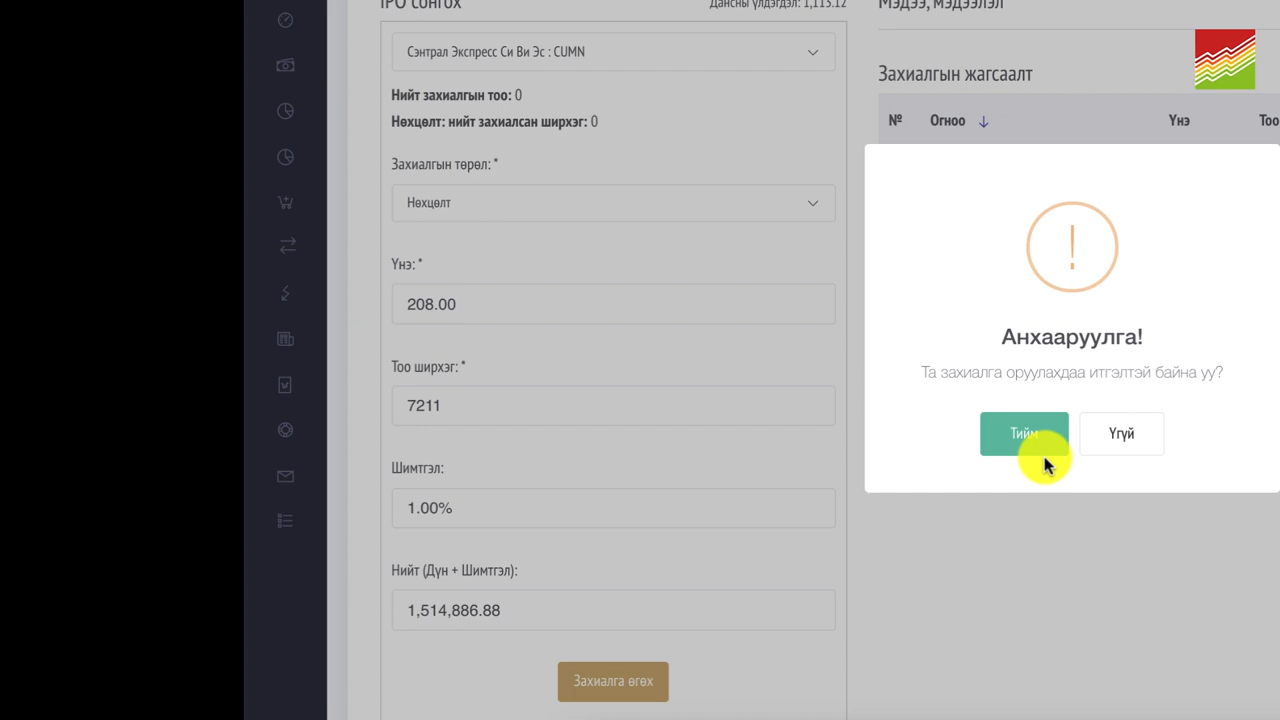 IPO сонгох
Дансны үлдэгдэл: 1,113.12
Сэнтрал Экспресс Си Ви Эс : CUMN
Нийт захиалгын тоо: 0
Нөхцөлт: нийт захиалсан ширхэг: 0
Захиалгын төрөл: *
Нөхцөлт
Үнэ: *
208.00
Тоо ширхэг: *
7211
Шимтгэл:
1.00%
Нийт (Дүн + Шимтгэл):
1,514,886.88
Захиалга өгөх
Мэдээ, мэдээлэл
Захиалгын жагсаалт
№ Огноо ↓ Үнэ Тоо
Анхааруулга!
Та захиалга оруулахдаа итгэлтэй байна уу?
Тийм Үгүй